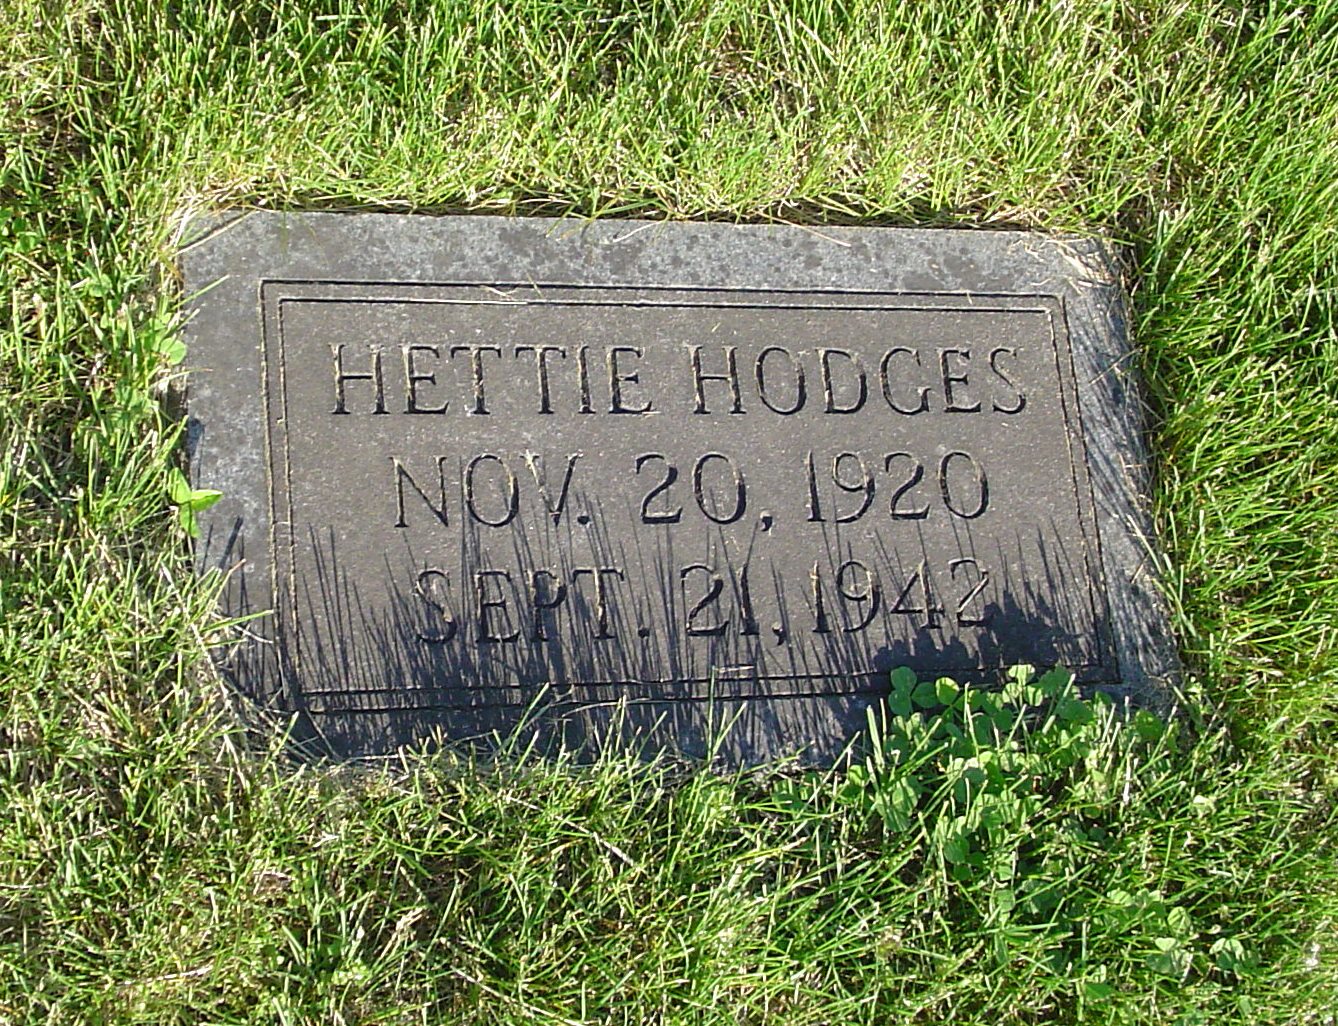 HETTIE HODGES
NOV. 20, 1920
SEPT. 21, 1942